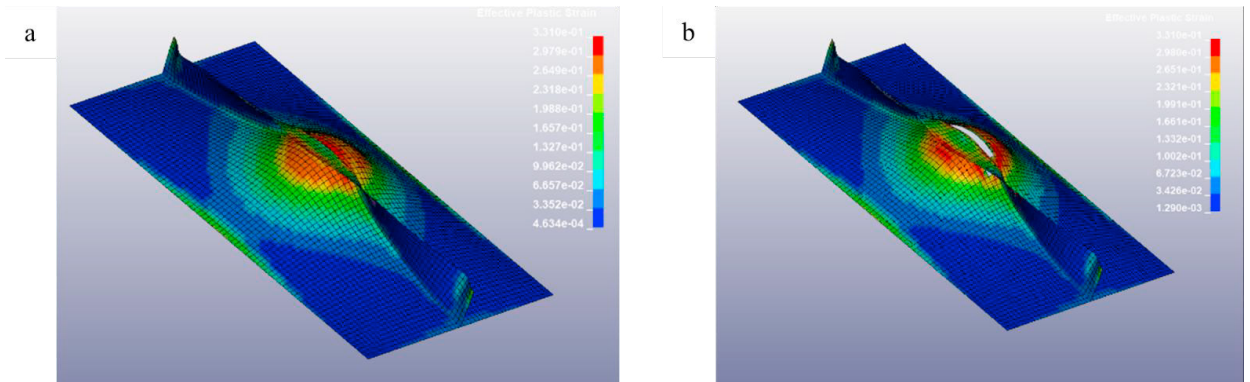 a
Effective Plastic Strain
3.310e-01
2.979e-01
2.649e-01
2.318e-01
1.988e-01
1.657e-01
1.327e-01
9.962e-02
6.657e-02
3.352e-02
4.634e-04
b
Effective Plastic Strain
3.310e-01
2.980e-01
2.651e-01
2.321e-01
1.991e-01
1.661e-01
1.332e-01
1.002e-01
6.723e-02
3.426e-02
1.290e-03